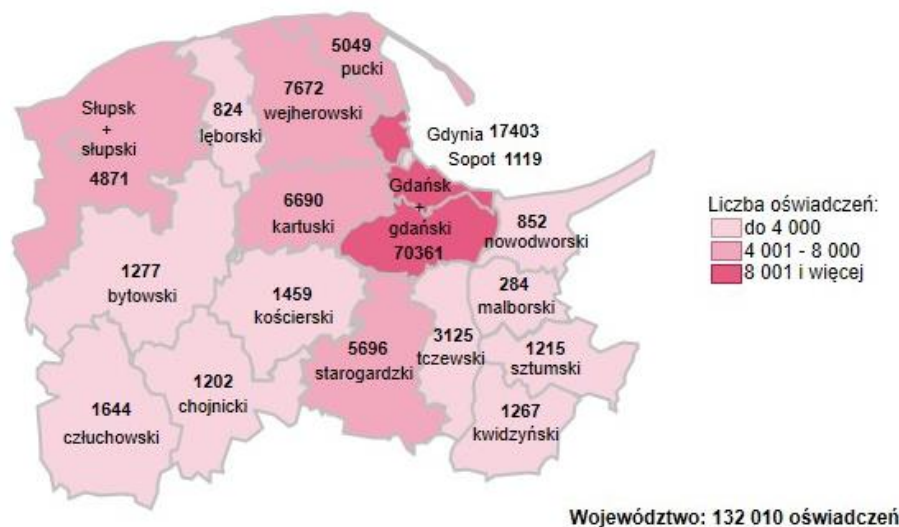 5049
pucki
7672
wejherowski
824
lęborski
Słupsk
+
słupski
4871
Gdynia 17403
Sopot 1119
Gdańsk
+
gdański
70361
6690
kartuski
852
nowodworski
Liczba oświadczeń:
do 4 000
4 001 - 8 000
8 001 i więcej
1277
bytowski
1459
kościerski
284
malborski
3125
tczewski
5696
starogardzki
1215
sztumski
1202
chojnicki
1644
człuchowski
1267
kwidzyński
Województwo: 132 010 oświadczeń